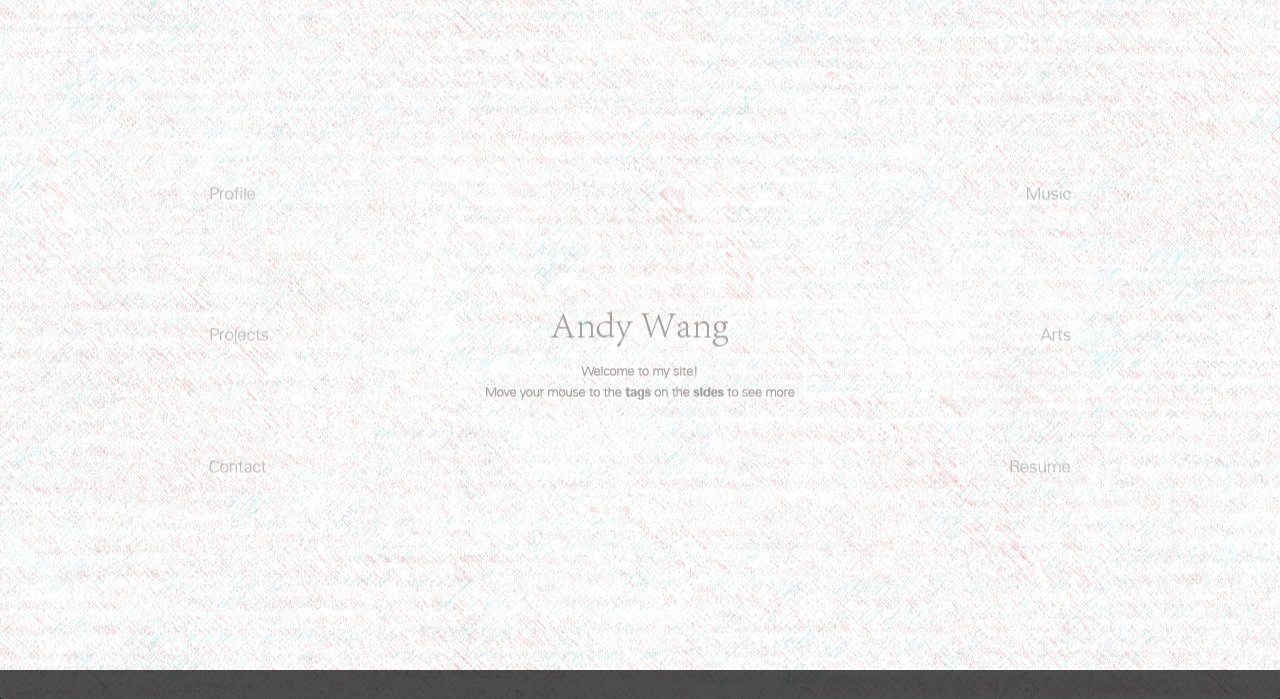 Profile
Music
Andy Wang
Projects
Arts
Welcome to my site!
Move your mouse to the tags on the sides to see more
Contact
Resume